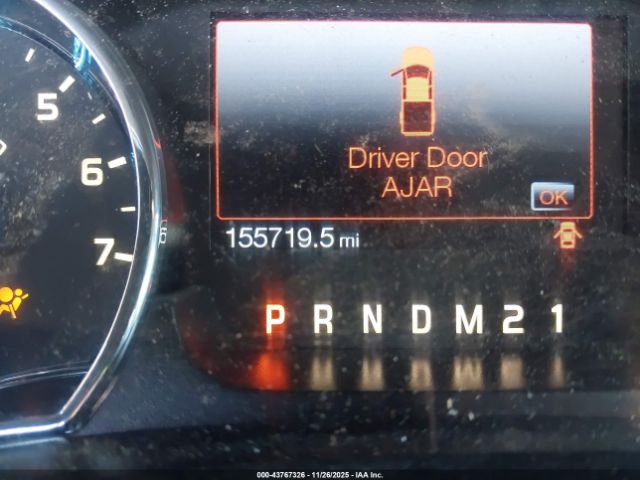 5
6
7
Driver Door
AJAR
OK
155719.5 mi
P R N D M 2 1
000-43767326 - 11/26/2025 - IAA Inc.